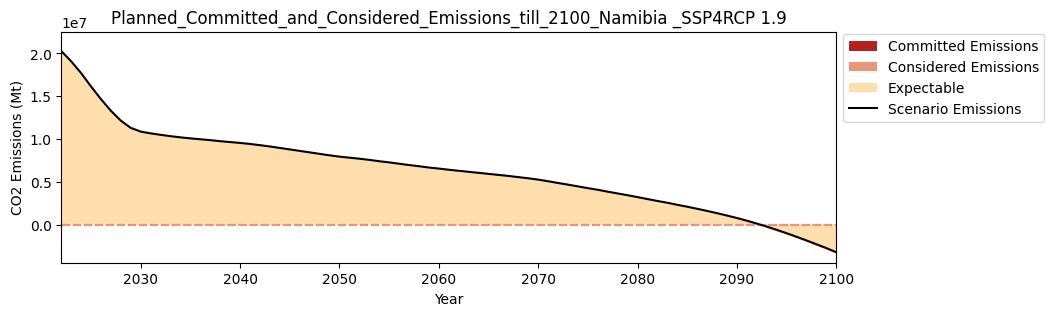 Planned_Committed_and_Considered_Emissions_till_2100_Namibia _SSP4RCP 1.9
1e7
2.0
1.5
1.0
0.5
0.0
CO2 Emissions (Mt)
2030 2040 2050 2060 2070 2080 2090 2100
Year
Committed Emissions
Considered Emissions
Expectable
Scenario Emissions